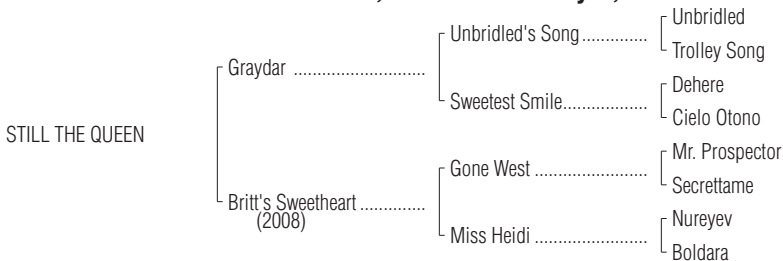 Unbridled
Unbridled's Song ..............
Trolley Song
Graydar ............................
Dehere
Sweetest Smile..................
Cielo Otono
STILL THE QUEEN
Mr. Prospector
Gone West ........................
Secrettame
Britt's Sweetheart ..............
(2008)
Nureyev
Miss Heidi ........................
Boldara